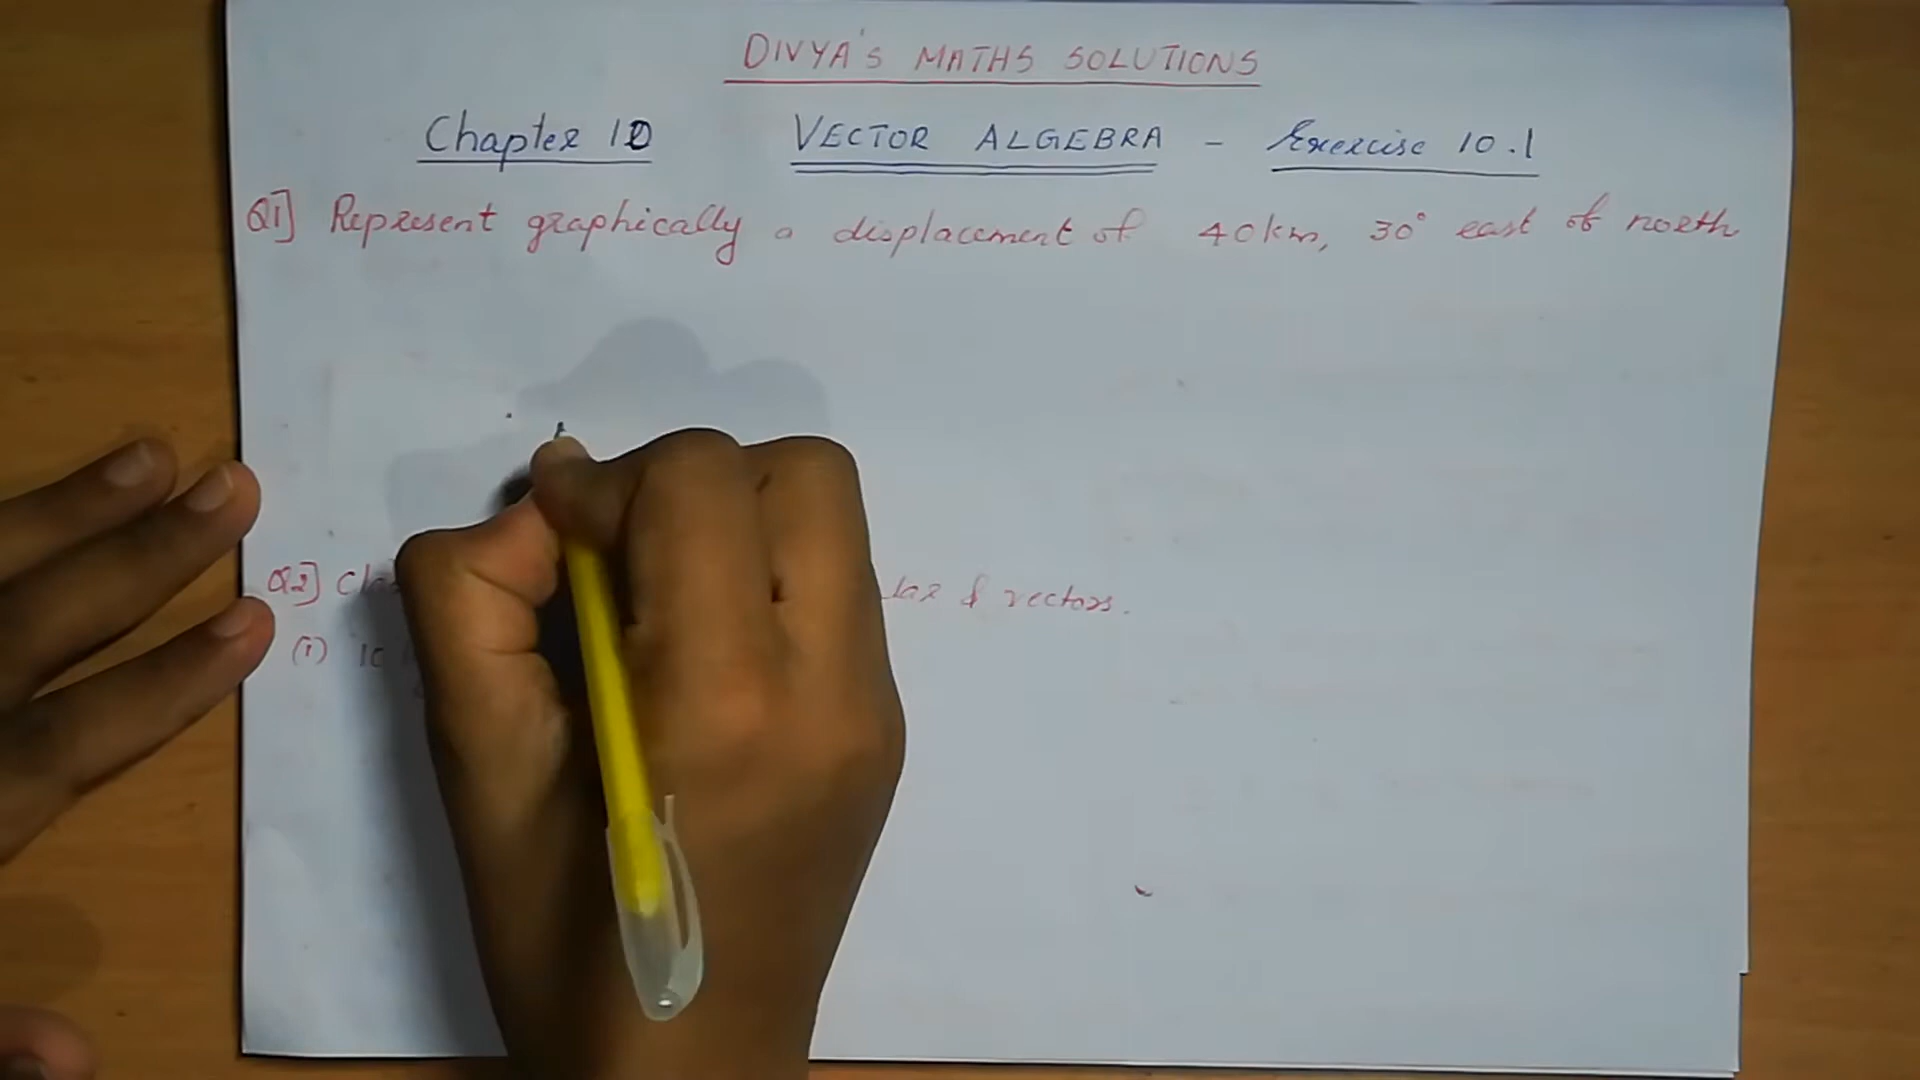 DIVYA'S MATHS SOLUTIONS
Chapter 10 VECTOR ALGEBRA - Exercise 10.1
Q1] Represent graphically a displacement of 40km, 30° east of north
Q2] & vectors.
(i) 10